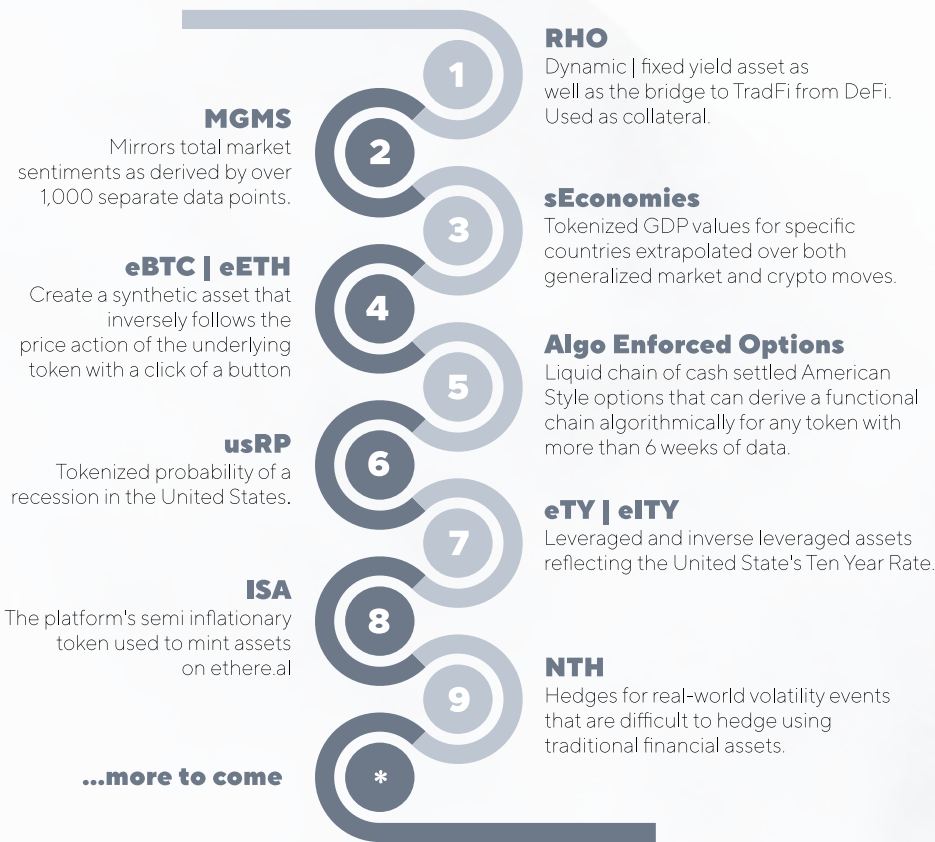 1
RHO
Dynamic | fixed yield asset as
well as the bridge to TradFi from DeFi.
Used as collateral.
MGMS
Mirrors total market
sentiments as derived by over
1,000 separate data points.
2
3
sEconomies
Tokenized GDP values for specific
countries extrapolated over both
generalized market and crypto moves.
eBTC | eETH
Create a synthetic asset that
inversely follows the
price action of the underlying
token with a click of a button
4
5
Algo Enforced Options
Liquid chain of cash settled American
Style options that can derive a functional
chain algorithmically for any token with
more than 6 weeks of data.
usRP
Tokenized probability of a
recession in the United States.
6
7
eTY | eITY
Leveraged and inverse leveraged assets
reflecting the United State's Ten Year Rate.
ISA
The platform's semi inflationary
token used to mint assets
on ethere.al
8
9
NTH
Hedges for real-world volatility events
that are difficult to hedge using
traditional financial assets.
...more to come
*